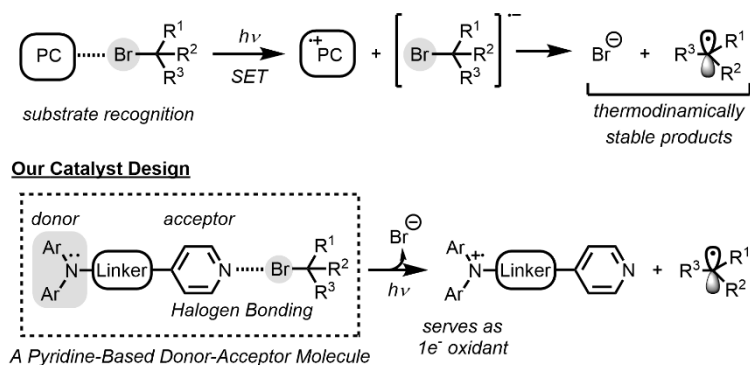 PC Br R¹ R² R³ hν SET •+ PC + Br R¹ R² R³ •− Br⊖ + R³ R¹ R²
substrate recognition
thermodinamically
stable products
Our Catalyst Design
donor acceptor
Ar N Ar Linker N Br R¹ R² R³ Br⊖ hν Ar N•+ Ar Linker N + R³ R¹ R²
Halogen Bonding
serves as
1e⁻ oxidant
A Pyridine-Based Donor-Acceptor Molecule